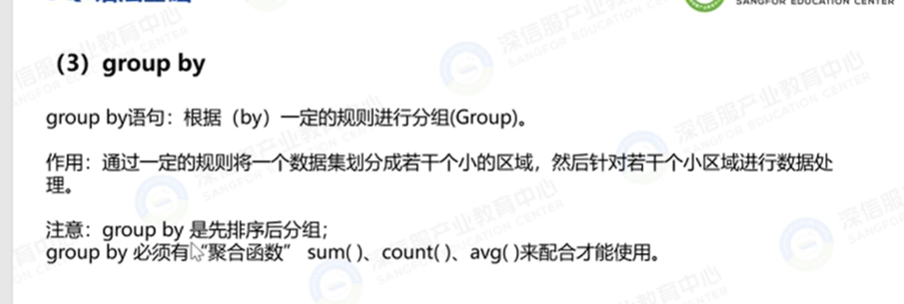 SANGFOR EDUCATION CENTER
（3）group by
group by语句：根据（by）一定的规则进行分组(Group)。
作用：通过一定的规则将一个数据集划分成若干个小的区域，然后针对若干个小区域进行数据处
理。
注意：group by 是先排序后分组；
group by 必须有“聚合函数” sum( )、count( )、avg( )来配合才能使用。
深信服产业教育中心
SANGFOR EDUCATION CENTER